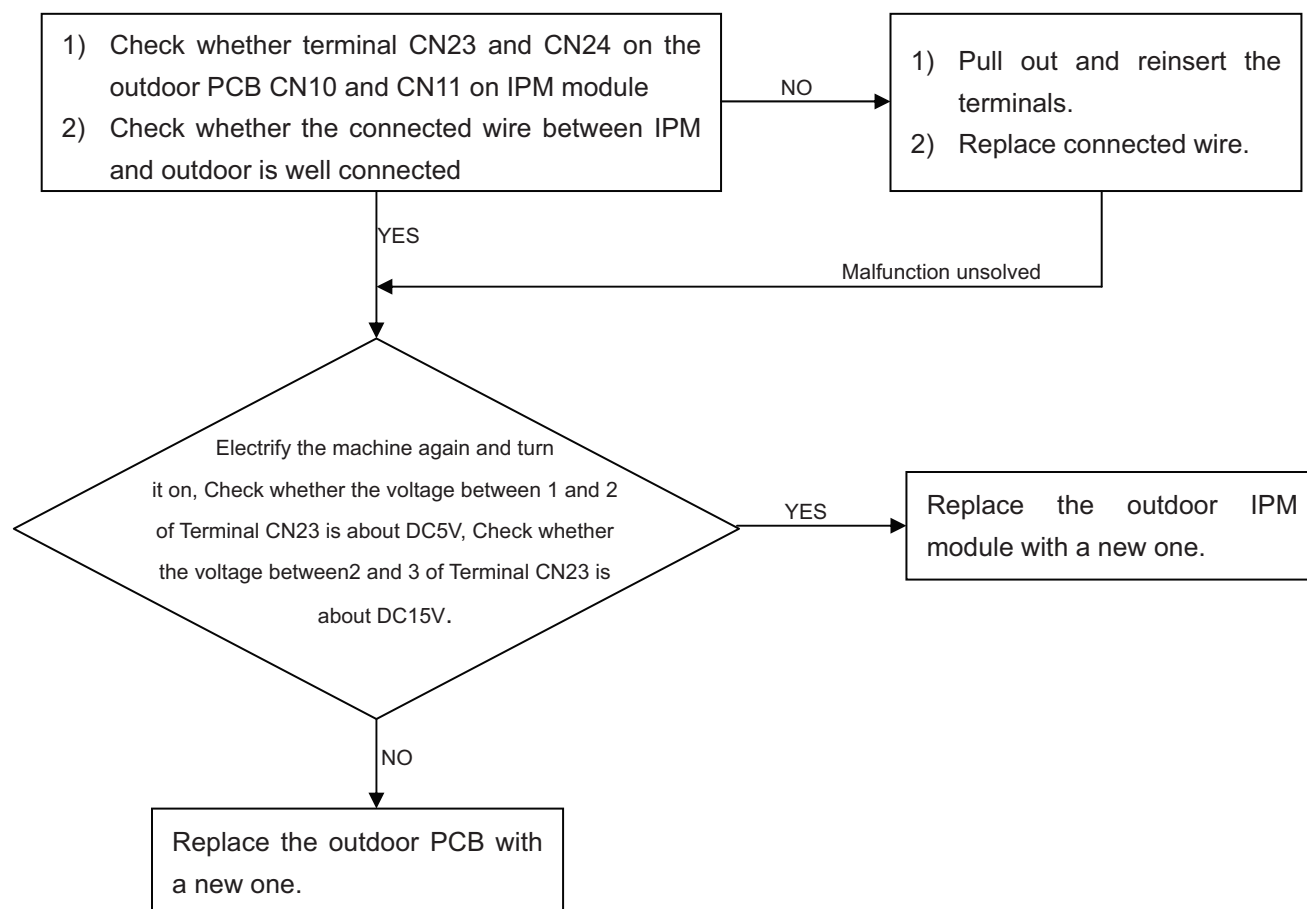 1) Check whether terminal CN23 and CN24 on the
outdoor PCB CN10 and CN11 on IPM module
2) Check whether the connected wire between IPM
and outdoor is well connected
NO
1) Pull out and reinsert the
terminals.
2) Replace connected wire.
YES
Malfunction unsolved
Electrify the machine again and turn
it on, Check whether the voltage between 1 and 2
of Terminal CN23 is about DC5V, Check whether
the voltage between2 and 3 of Terminal CN23 is
about DC15V.
YES
Replace the outdoor IPM
module with a new one.
NO
Replace the outdoor PCB with
a new one.